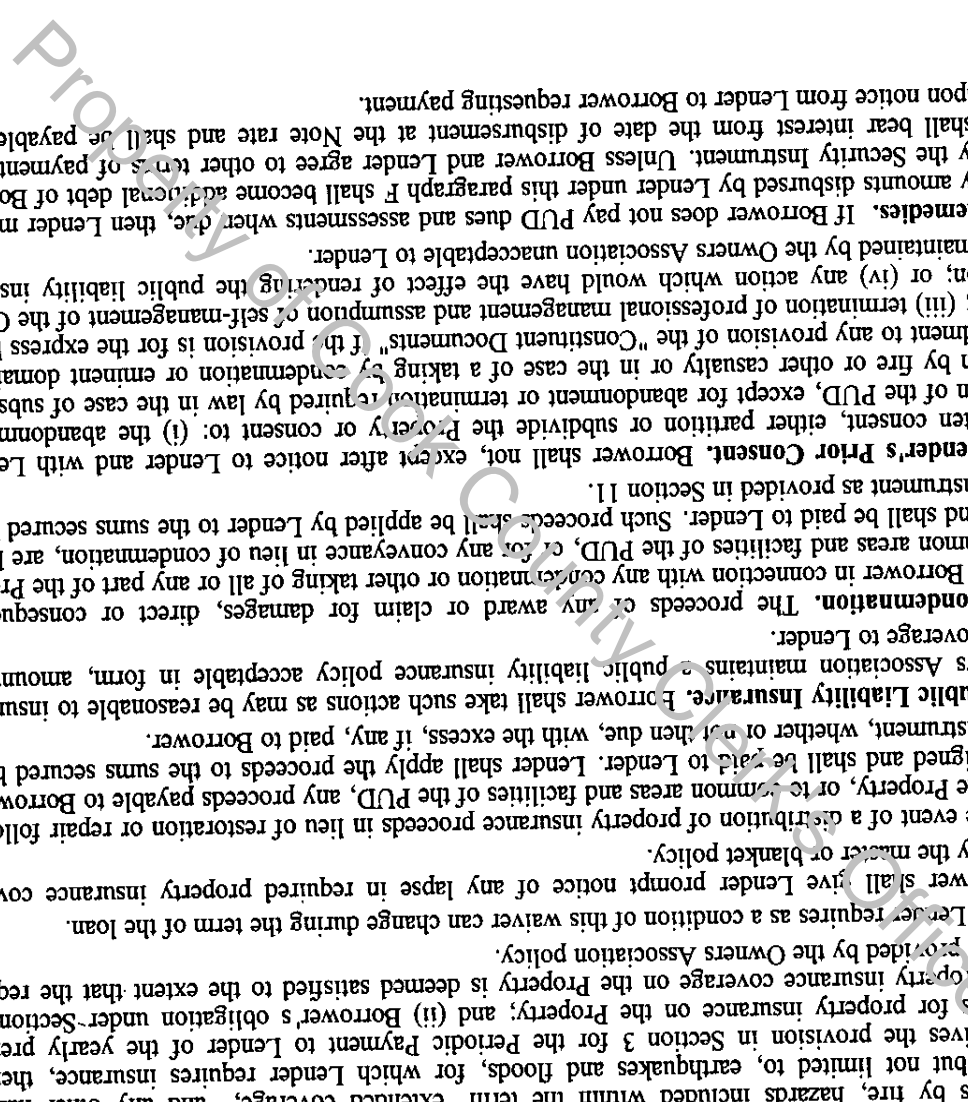 s by fire, hazards included within the term "extended coverage," and any other
but not limited to, earthquakes and floods, for which Lender requires insurance, the
ives the provision in Section 3 for the Periodic Payment to Lender of the yearly pre
for property insurance on the Property; and (ii) Borrower's obligation under Section
operty insurance coverage on the Property is deemed satisfied to the extent that the req
provided by the Owners Association policy.
Lender requires as a condition of this waiver can change during the term of the loan.
wer shall give Lender prompt notice of any lapse in required property insurance cov
y the master or blanket policy.
e event of a distribution of property insurance proceeds in lieu of restoration or repair follo
e Property, or to common areas and facilities of the PUD, any proceeds payable to Borrow
igned and shall be paid to Lender. Lender shall apply the proceeds to the sums secured b
strument, whether or not then due, with the excess, if any, paid to Borrower.
ublic Liability Insurance. Borrower shall take such actions as may be reasonable to insur
s Association maintains a public liability insurance policy acceptable in form, amoun
overage to Lender.
ondemnation. The proceeds of any award or claim for damages, direct or consequ
Borrower in connection with any condemnation or other taking of all or any part of the Pr
mmon areas and facilities of the PUD, or for any conveyance in lieu of condemnation, are
nd shall be paid to Lender. Such proceeds shall be applied by Lender to the sums secured
nstrument as provided in Section 11.
ender's Prior Consent. Borrower shall not, except after notice to Lender and with Le
ten consent, either partition or subdivide the Property or consent to: (i) the abandonm
n of the PUD, except for abandonment or termination required by law in the case of subs
n by fire or other casualty or in the case of a taking by condemnation or eminent domai
dment to any provision of the "Constituent Documents" if the provision is for the express
(iii) termination of professional management and assumption of self-management of the O
on; or (iv) any action which would have the effect of rendering the public liability ins
maintained by the Owners Association unacceptable to Lender.
emedies. If Borrower does not pay PUD dues and assessments when due, then Lender m
y amounts disbursed by Lender under this paragraph F shall become additional debt of Bo
y the Security Instrument. Unless Borrower and Lender agree to other terms of payment
shall bear interest from the date of disbursement at the Note rate and shall be payable
pon notice from Lender to Borrower requesting payment.
Property of Cook County Clerk's Office